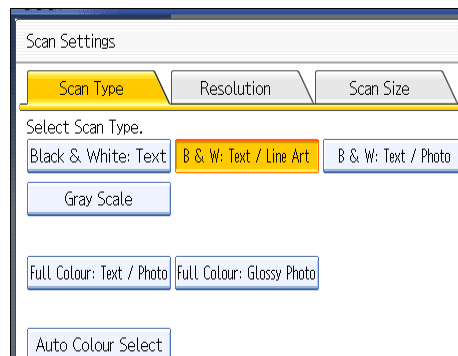 Scan Settings
Scan Type Resolution Scan Size
Select Scan Type.
Black & White: Text B & W: Text / Line Art B & W: Text / Photo
Gray Scale
Full Colour: Text / Photo Full Colour: Glossy Photo
Auto Colour Select